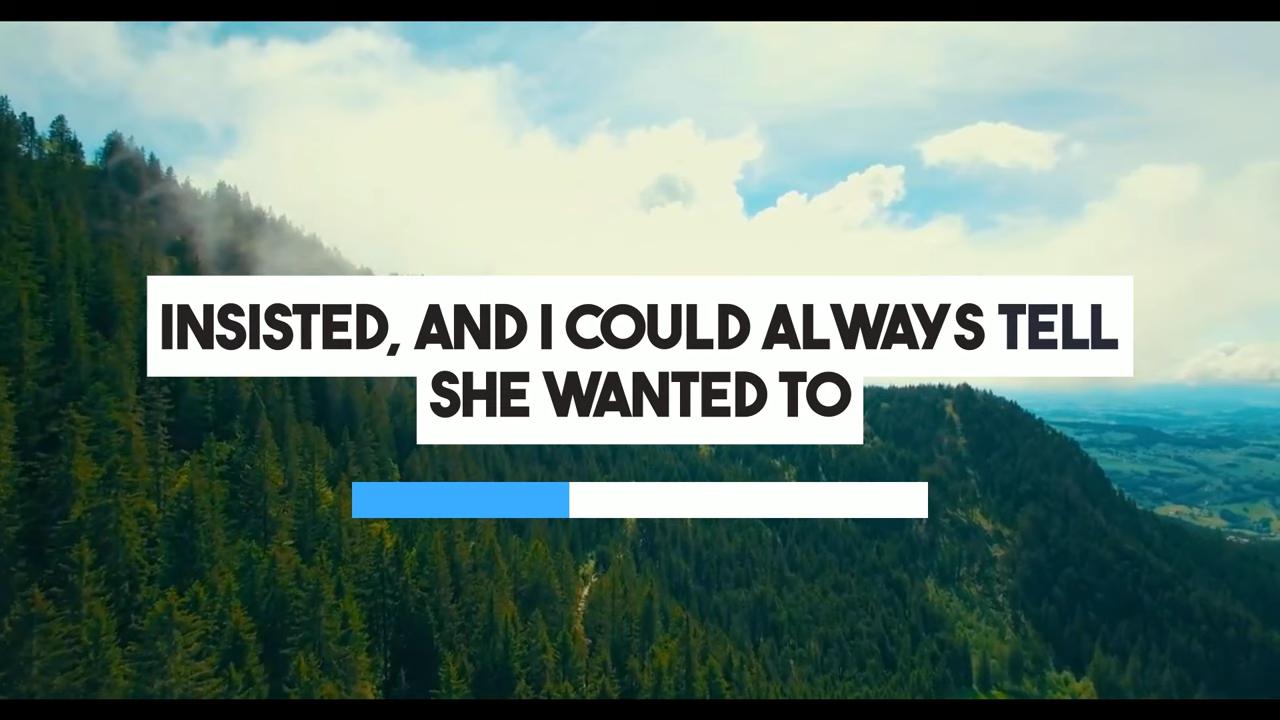 INSISTED, AND I COULD ALWAYS TELL
SHE WANTED TO